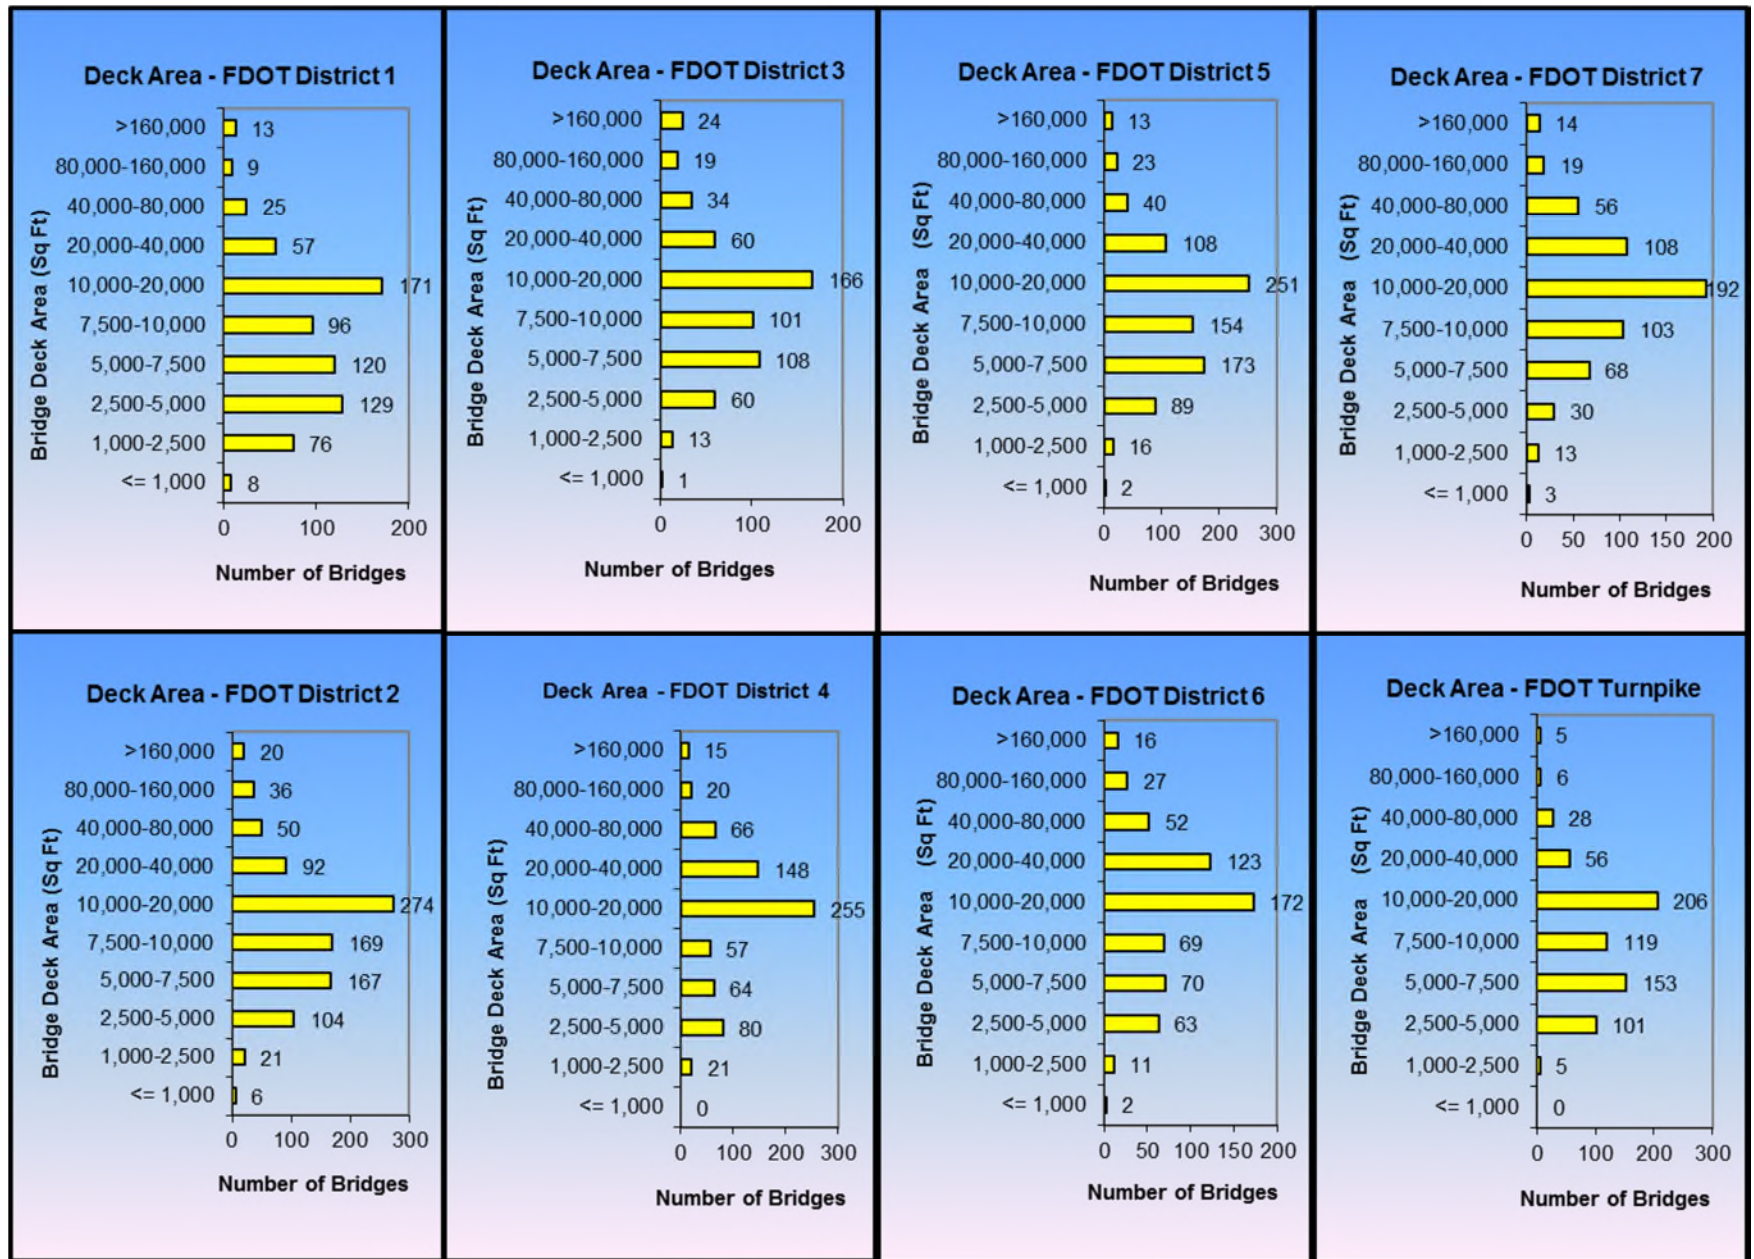 Deck Area - FDOT District 1
Bridge Deck Area (Sq Ft)
>160,000 13
80,000-160,000 9
40,000-80,000 25
20,000-40,000 57
10,000-20,000 171
7,500-10,000 96
5,000-7,500 120
2,500-5,000 129
1,000-2,500 76
<= 1,000 8
0 100 200
Number of Bridges
Deck Area - FDOT District 3
Bridge Deck Area (Sq Ft)
>160,000 24
80,000-160,000 19
40,000-80,000 34
20,000-40,000 60
10,000-20,000 166
7,500-10,000 101
5,000-7,500 108
2,500-5,000 60
1,000-2,500 13
<= 1,000 1
0 100 200
Number of Bridges
Deck Area - FDOT District 5
Bridge Deck Area (Sq Ft)
>160,000 13
80,000-160,000 23
40,000-80,000 40
20,000-40,000 108
10,000-20,000 251
7,500-10,000 154
5,000-7,500 173
2,500-5,000 89
1,000-2,500 16
<= 1,000 2
0 100 200 300
Number of Bridges
Deck Area - FDOT District 7
Bridge Deck Area (Sq Ft)
>160,000 14
80,000-160,000 19
40,000-80,000 56
20,000-40,000 108
10,000-20,000 192
7,500-10,000 103
5,000-7,500 68
2,500-5,000 30
1,000-2,500 13
<= 1,000 3
0 50 100 150 200
Number of Bridges
Deck Area - FDOT District 2
Bridge Deck Area (Sq Ft)
>160,000 20
80,000-160,000 36
40,000-80,000 50
20,000-40,000 92
10,000-20,000 274
7,500-10,000 169
5,000-7,500 167
2,500-5,000 104
1,000-2,500 21
<= 1,000 6
0 100 200 300
Number of Bridges
Deck Area - FDOT District 4
Bridge Deck Area (Sq Ft)
>160,000 15
80,000-160,000 20
40,000-80,000 66
20,000-40,000 148
10,000-20,000 255
7,500-10,000 57
5,000-7,500 64
2,500-5,000 80
1,000-2,500 21
<= 1,000 0
0 100 200 300
Number of Bridges
Deck Area - FDOT District 6
Bridge Deck Area (Sq Ft)
>160,000 16
80,000-160,000 27
40,000-80,000 52
20,000-40,000 123
10,000-20,000 172
7,500-10,000 69
5,000-7,500 70
2,500-5,000 63
1,000-2,500 11
<= 1,000 2
0 50 100 150 200
Number of Bridges
Deck Area - FDOT Turnpike
Bridge Deck Area (Sq Ft)
>160,000 5
80,000-160,000 6
40,000-80,000 28
20,000-40,000 56
10,000-20,000 206
7,500-10,000 119
5,000-7,500 153
2,500-5,000 101
1,000-2,500 5
<= 1,000 0
0 100 200 300
Number of Bridges